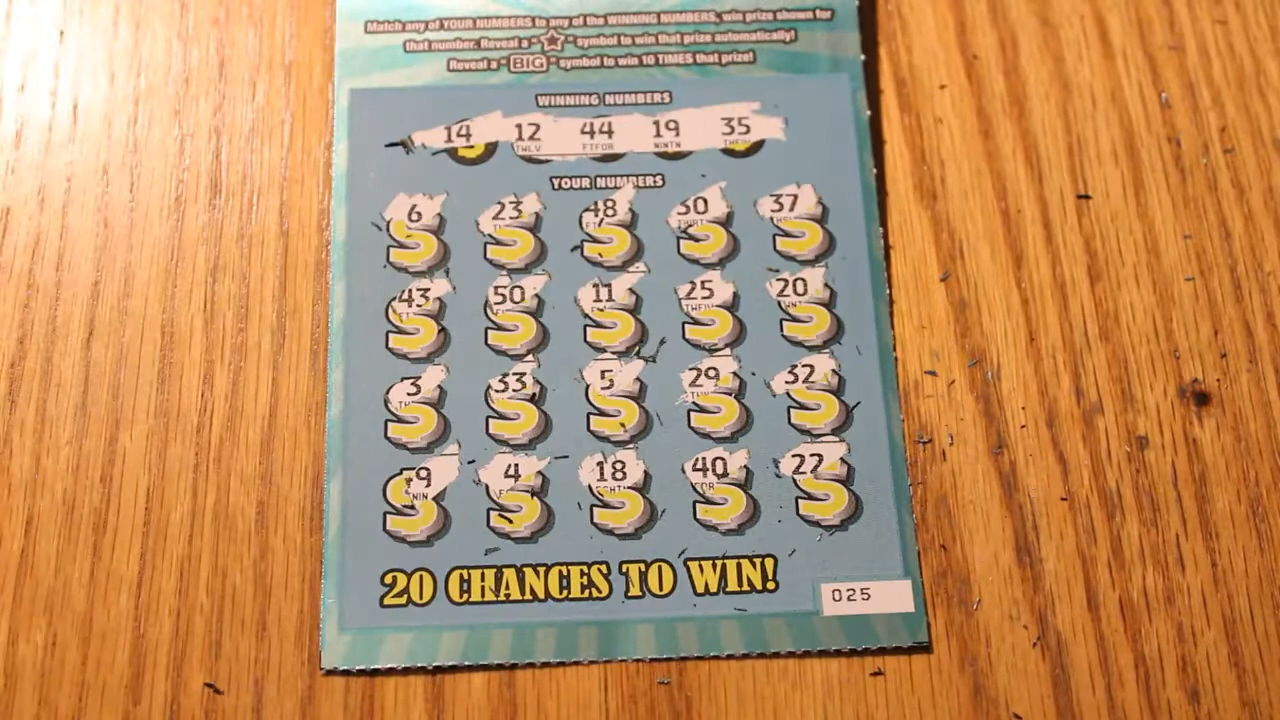 Match any of YOUR NUMBERS to any of the WINNING NUMBERS, win prize shown for
that number. Reveal a "☆" symbol to win that prize automatically!
Reveal a "BIG" symbol to win 10 TIMES that prize!
WINNING NUMBERS
14 12 44 19 35
TWLV FTFOR NINTN
YOUR NUMBERS
6 23 48 30 37
43 50 11 25 20
3 33 5 29 32
9 4 18 40 22
NIN
20 CHANCES TO WIN!
025